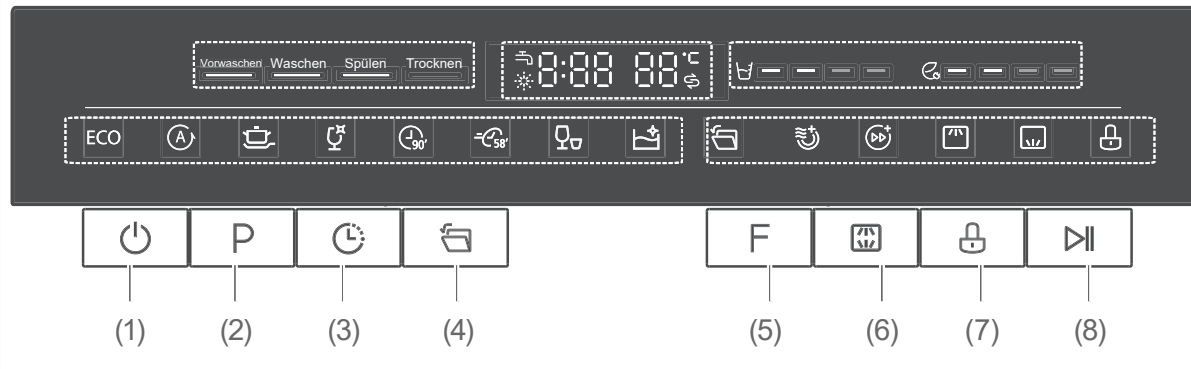 Vorwaschen Waschen Spülen Trocknen
8:88 88 °C
ECO A 90′ 58′
P F
(1) (2) (3) (4) (5) (6) (7) (8)